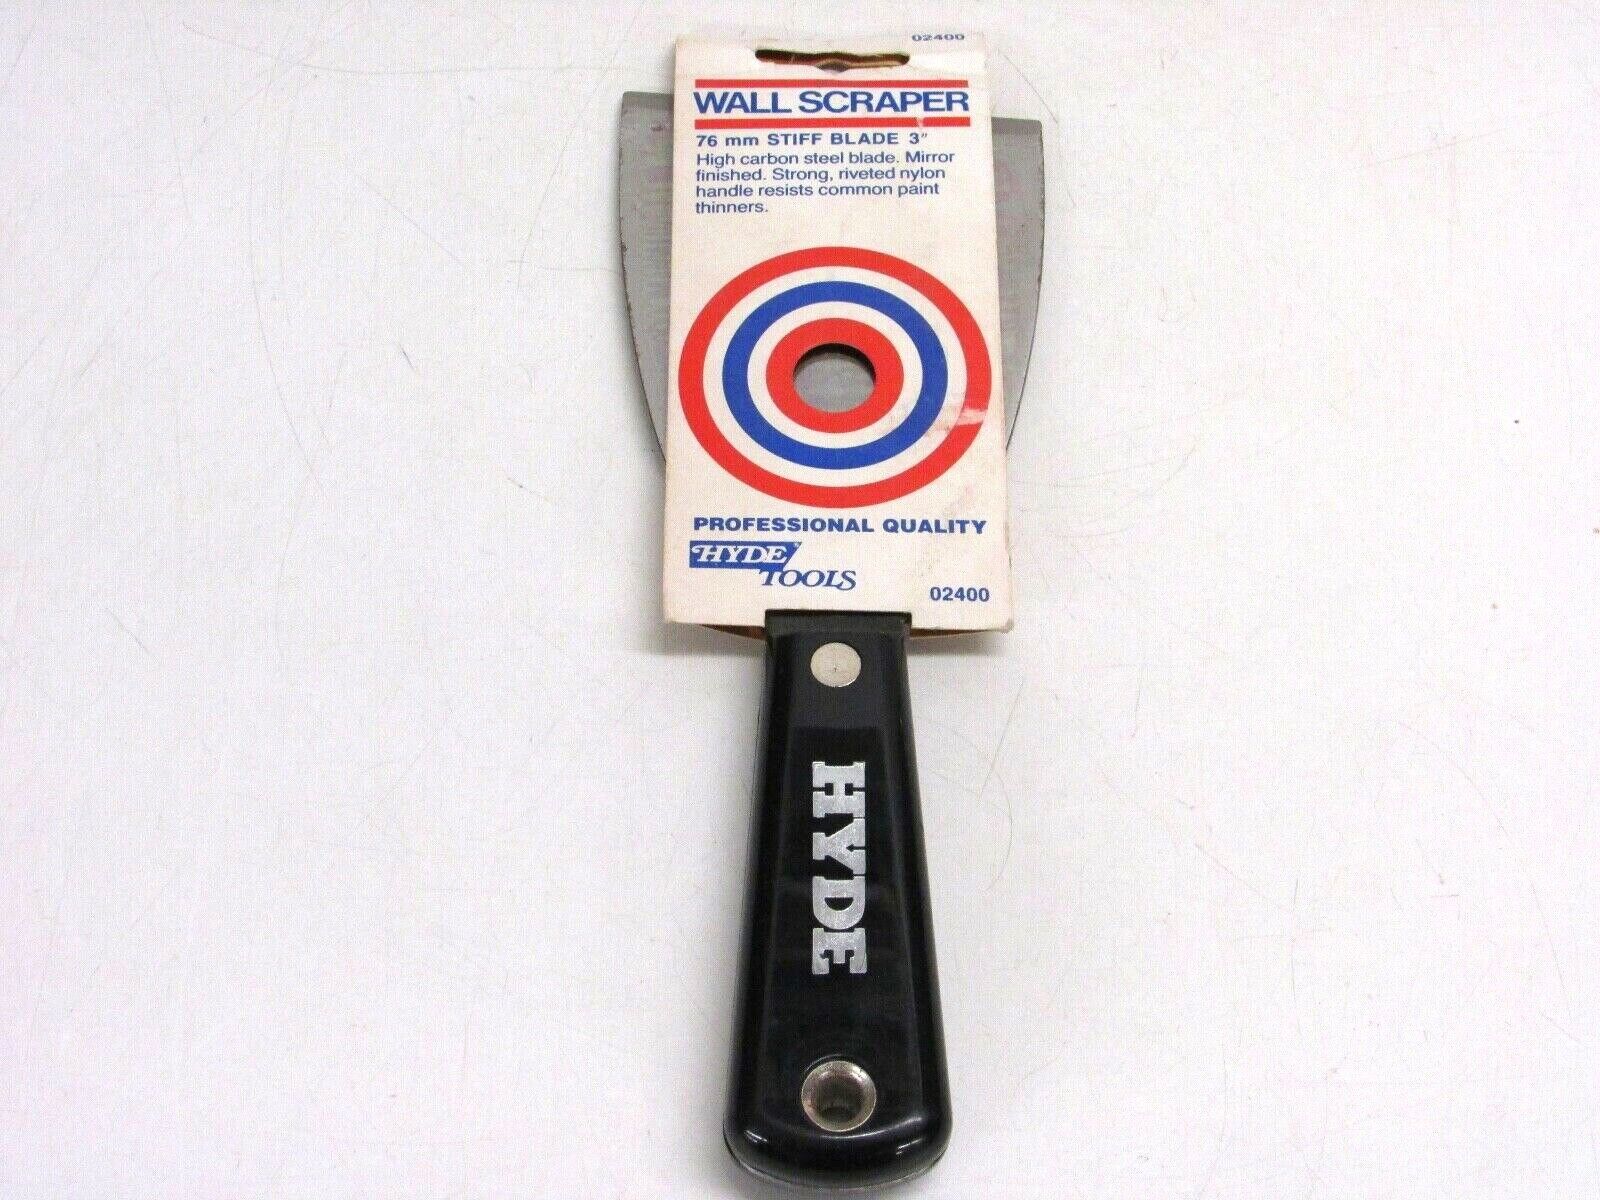 02400
WALL SCRAPER
76 mm STIFF BLADE 3"
High carbon steel blade. Mirror
finished. Strong, riveted nylon
handle resists common paint
thinners.
PROFESSIONAL QUALITY
HYDE
TOOLS
02400
HYDE